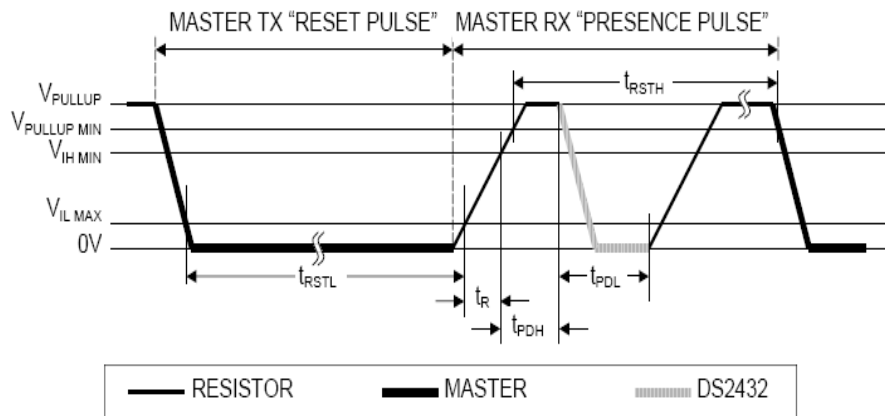 MASTER TX "RESET PULSE" MASTER RX "PRESENCE PULSE"
tRSTH
VPULLUP
VPULLUP MIN
VIH MIN
VIL MAX
0V
tRSTL
tPDL
tR
tPDH
RESISTOR MASTER DS2432